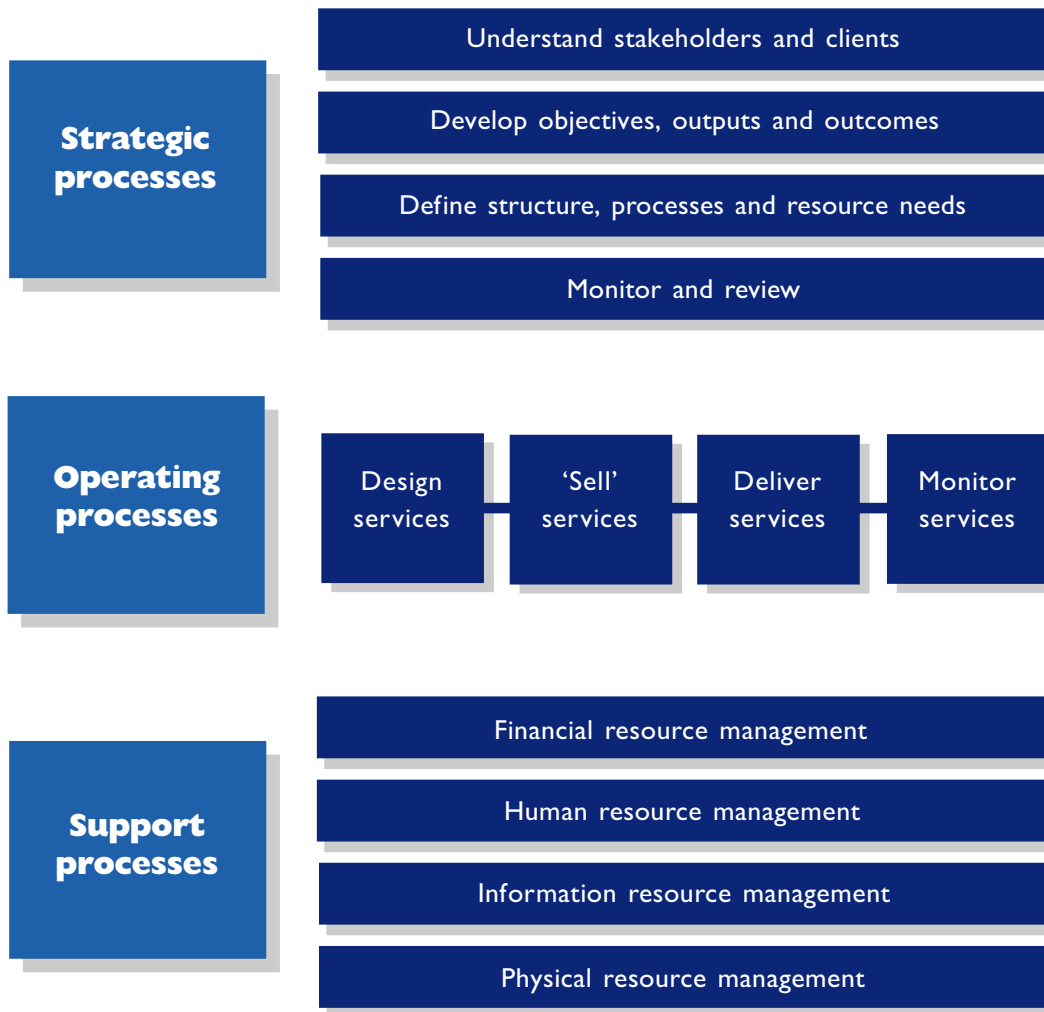 Strategic
processes
Understand stakeholders and clients
Develop objectives, outputs and outcomes
Define structure, processes and resource needs
Monitor and review
Operating
processes
Design
services
‘Sell’
services
Deliver
services
Monitor
services
Support
processes
Financial resource management
Human resource management
Information resource management
Physical resource management